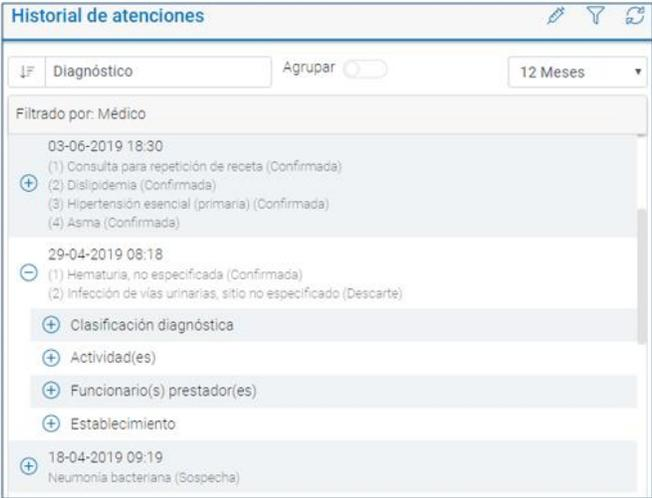 Historial de atenciones
Diagnóstico
Agrupar
12 Meses
Filtrado por: Médico
03-06-2019 18:30
(1) Consulta para repetición de receta (Confirmada)
(2) Dislipidemia (Confirmada)
(3) Hipertensión esencial (primaria) (Confirmada)
(4) Asma (Confirmada)
29-04-2019 08:18
(1) Hematuria, no especificada (Confirmada)
(2) Infección de vías urinarias, sitio no especificado (Descarte)
Clasificación diagnóstica
Actividad(es)
Funcionario(s) prestador(es)
Establecimiento
18-04-2019 09:19
Neumonía bacteriana (Sospecha)